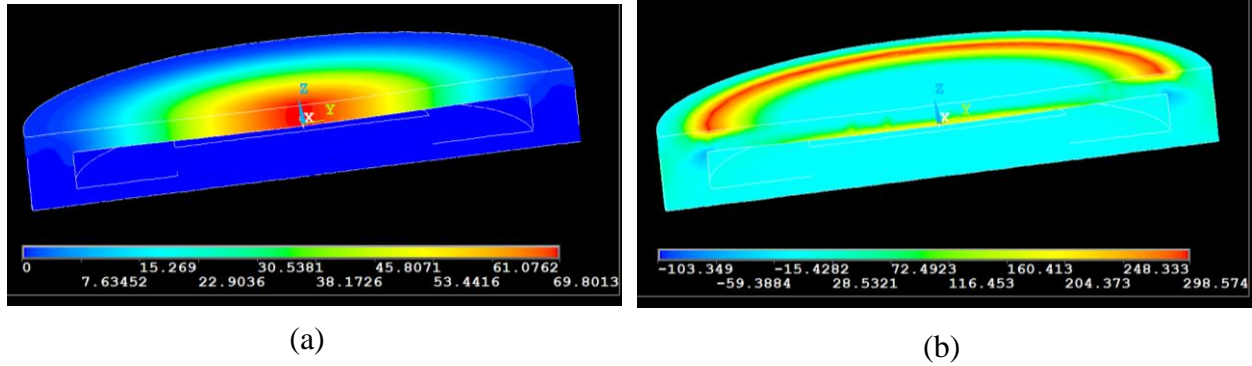 Z
Y
X
0 15.269 30.5381 45.8071 61.0762
7.63452 22.9036 38.1726 53.4416 69.8013
(a)
Z
Y
X
-103.349 -15.4282 72.4923 160.413 248.333
-59.3884 28.5321 116.453 204.373 298.574
(b)